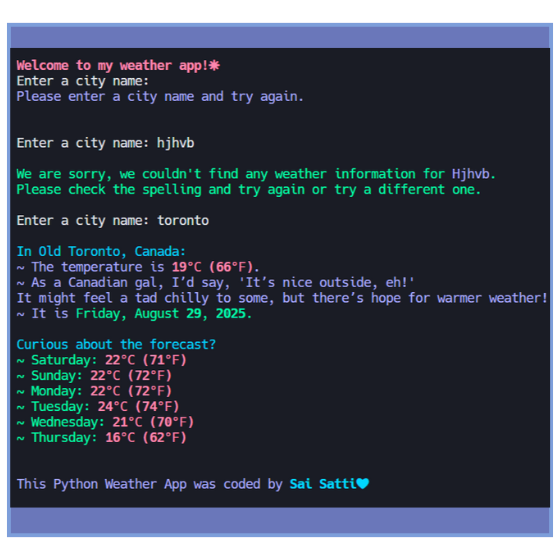 Welcome to my weather app!☀
Enter a city name:
Please enter a city name and try again.
Enter a city name: hjhvb
We are sorry, we couldn't find any weather information for Hjhvb.
Please check the spelling and try again or try a different one.
Enter a city name: toronto
In Old Toronto, Canada:
~ The temperature is 19°C (66°F).
~ As a Canadian gal, I’d say, 'It’s nice outside, eh!'
It might feel a tad chilly to some, but there’s hope for warmer weather!
~ It is Friday, August 29, 2025.
Curious about the forecast?
~ Saturday: 22°C (71°F)
~ Sunday: 22°C (72°F)
~ Monday: 22°C (72°F)
~ Tuesday: 24°C (74°F)
~ Wednesday: 21°C (70°F)
~ Thursday: 16°C (62°F)
This Python Weather App was coded by Sai Satti♥